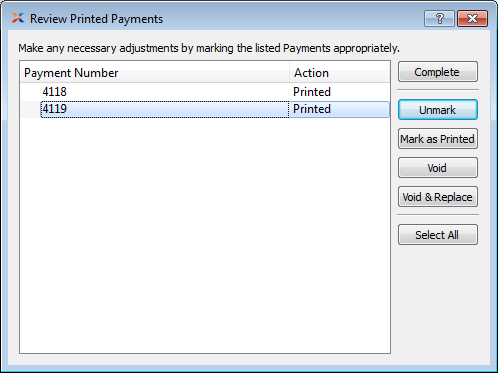 Review Printed Payments
?
Make any necessary adjustments by marking the listed Payments appropriately.
Payment Number Action
4118 Printed
4119 Printed
Complete
Unmark
Mark as Printed
Void
Void & Replace
Select All